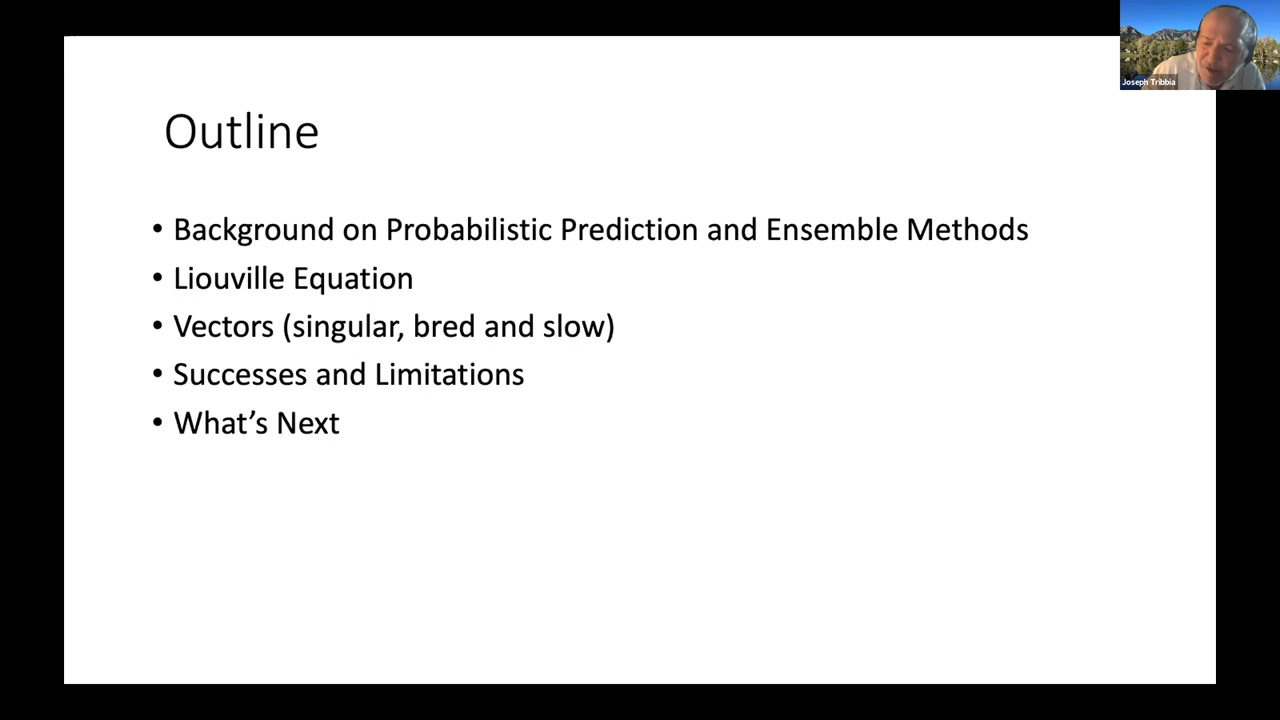 Joseph Tribbia
Outline
• Background on Probabilistic Prediction and Ensemble Methods
• Liouville Equation
• Vectors (singular, bred and slow)
• Successes and Limitations
• What’s Next